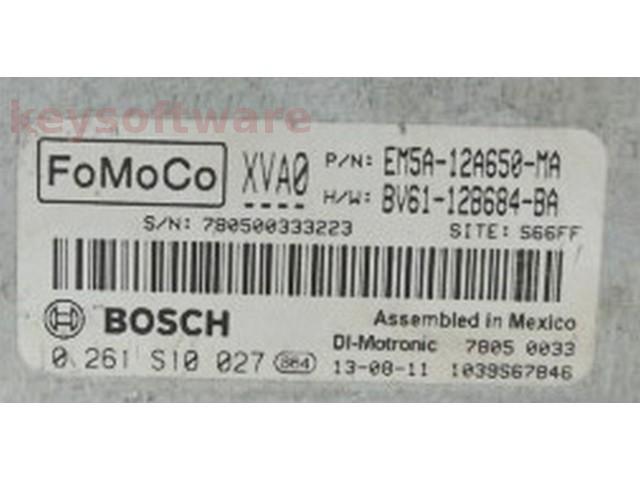 keysoftware
FoMoCo XVA0 P/N: EM5A-12A650-MA
H/W: BV61-12B684-BA
S/N: 780500333223 SITE: S66FF
BOSCH Assembled in Mexico
DI-Motronic 7805 0033
0 261 S10 027 864 13-08-11 1039S67846